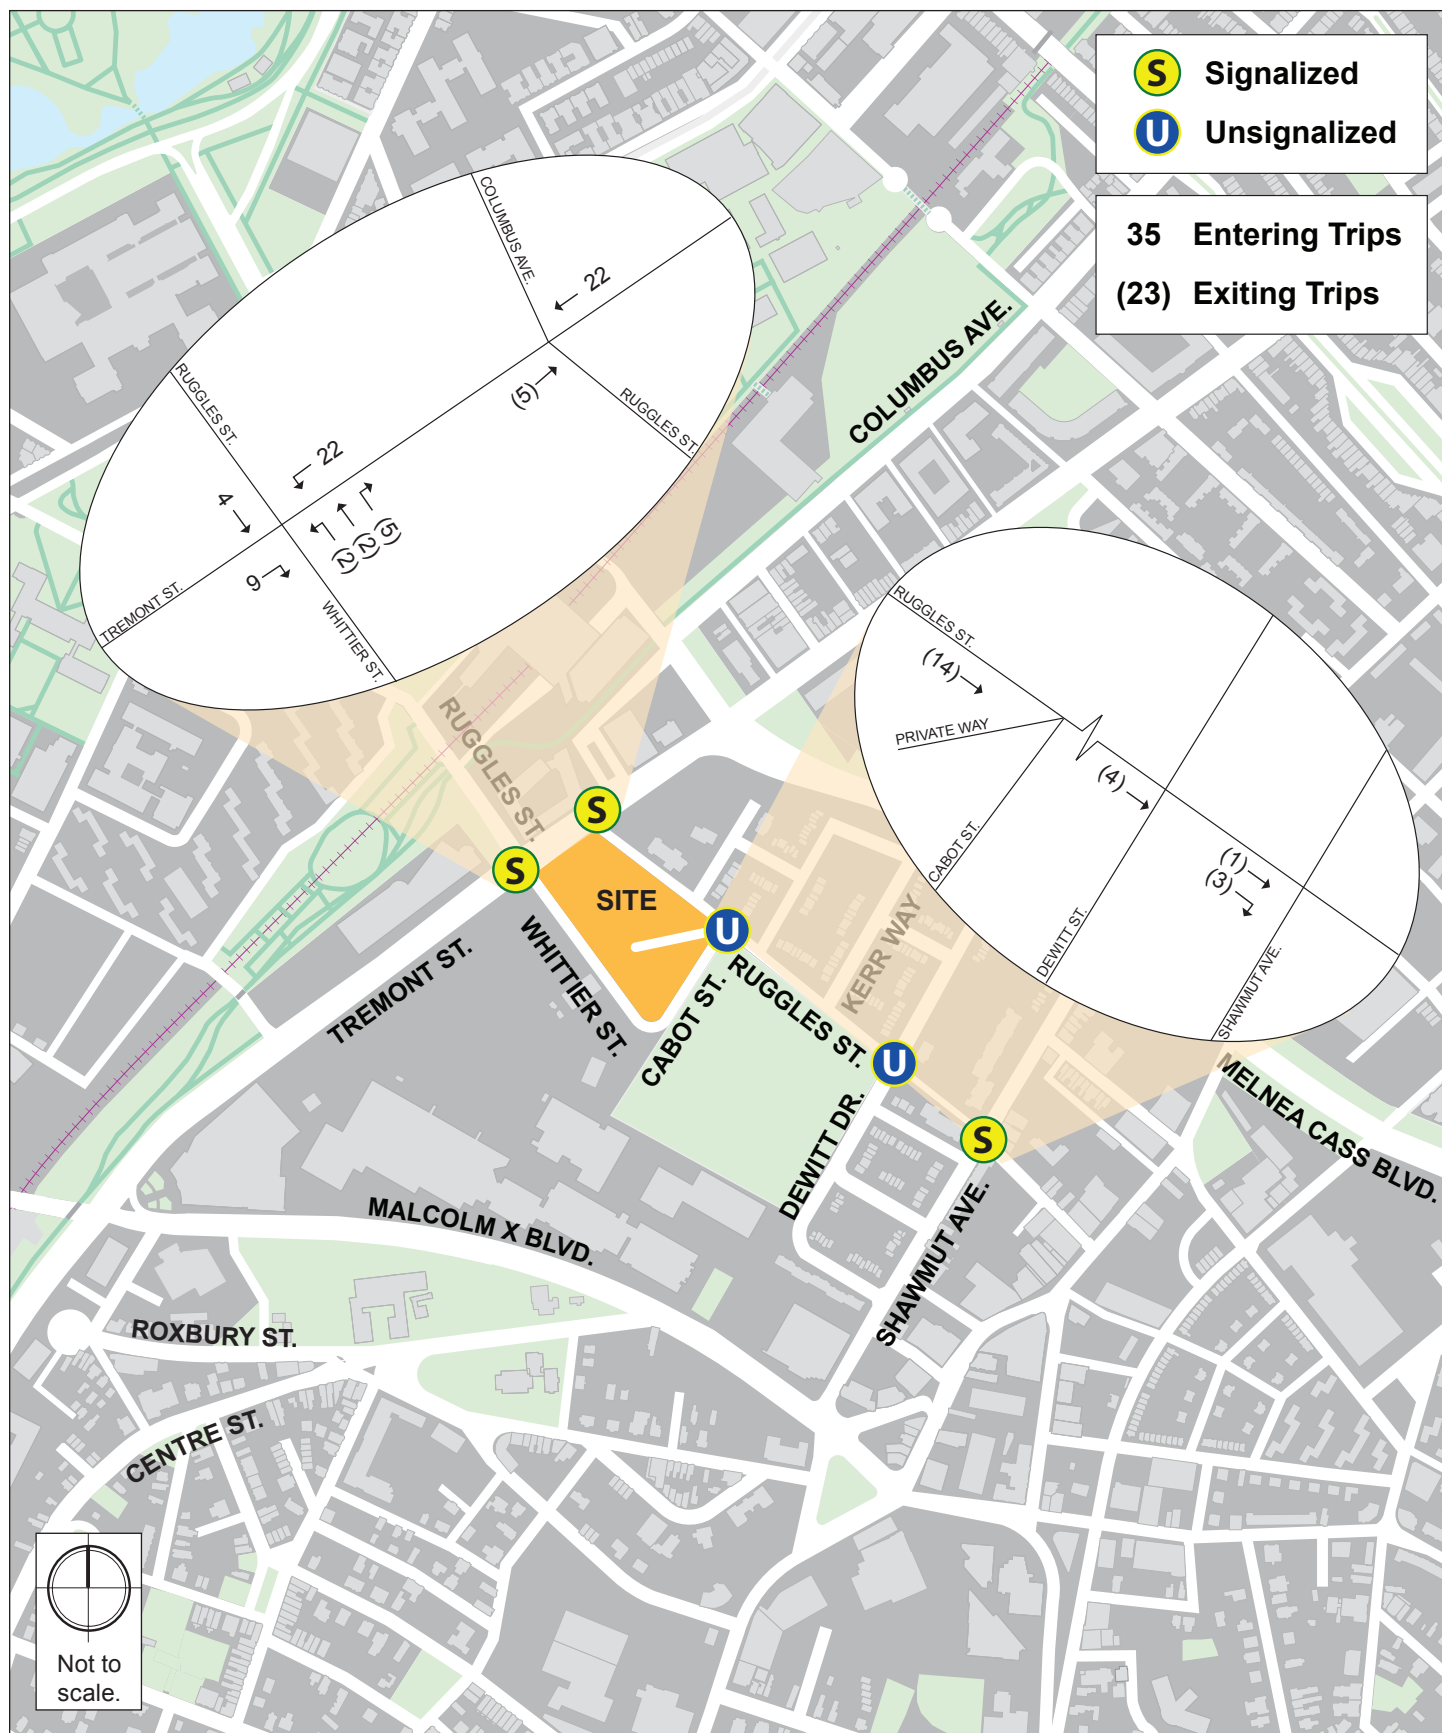 S Signalized
U Unsignalized
35 Entering Trips
(23) Exiting Trips
COLUMBUS AVE.
22
(5)
RUGGLES ST.
RUGGLES ST.
22
4
(5)
(2)
(2)
9
TREMONT ST.
WHITTIER ST.
COLUMBUS AVE.
RUGGLES ST.
(14)
PRIVATE WAY
(4)
CABOT ST.
(1)
(3)
DEWITT ST.
SHAWMUT AVE.
RUGGLES ST.
S
S
SITE
U
WHITTIER ST.
TREMONT ST.
CABOT ST.
RUGGLES ST.
KERR WAY
U
DEWITT DR.
S
MELNEA CASS BLVD.
SHAWMUT AVE.
MALCOLM X BLVD.
ROXBURY ST.
CENTRE ST.
Not to
scale.